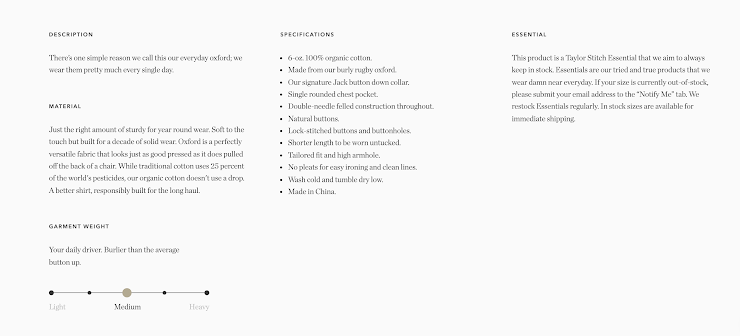 DESCRIPTION
There's one simple reason we call this our everyday oxford; we
wear them pretty much every single day.
MATERIAL
Just the right amount of sturdy for year round wear. Soft to the
touch but built for a decade of solid wear. Oxford is a perfectly
versatile fabric that looks just as good pressed as it does pulled
off the back of a chair. While traditional cotton uses 25 percent
of the world's pesticides, our organic cotton doesn't use a drop.
A better shirt, responsibly built for the long haul.
GARMENT WEIGHT
Your daily driver. Burlier than the average
button up.
Light Medium Heavy
SPECIFICATIONS
• 6-oz. 100% organic cotton.
• Made from our burly rugby oxford.
• Our signature Jack button down collar.
• Single rounded chest pocket.
• Double-needle felled construction throughout.
• Natural buttons.
• Lock-stitched buttons and buttonholes.
• Shorter length to be worn untucked.
• Tailored fit and high armhole.
• No pleats for easy ironing and clean lines.
• Wash cold and tumble dry low.
• Made in China.
ESSENTIAL
This product is a Taylor Stitch Essential that we aim to always
keep in stock. Essentials are our tried and true products that we
wear damn near everyday. If your size is currently out-of-stock,
please submit your email address to the “Notify Me” tab. We
restock Essentials regularly. In stock sizes are available for
immediate shipping.